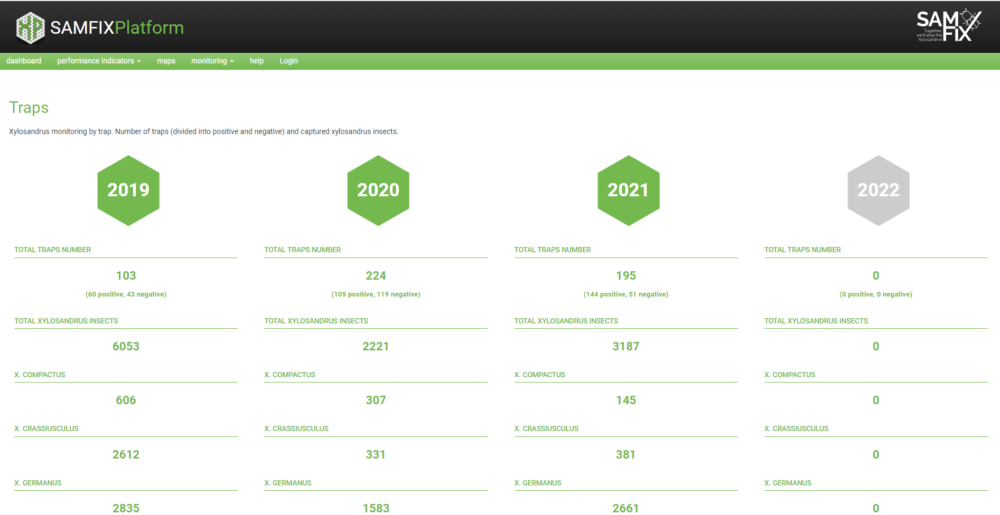 SAMFIXPlatform
SAM
FIX
Together,
we'll stop the
Xylosandrus
dashboard performance indicators maps monitoring help Login
Traps
Xylosandrus monitoring by trap. Number of traps (divided into positive and negative) and captured xylosandrus insects.
2019 2020 2021 2022
TOTAL TRAPS NUMBER TOTAL TRAPS NUMBER TOTAL TRAPS NUMBER TOTAL TRAPS NUMBER
103 224 195 0
(60 positive, 43 negative) (105 positive, 119 negative) (144 positive, 51 negative) (0 positive, 0 negative)
TOTAL XYLOSANDRUS INSECTS TOTAL XYLOSANDRUS INSECTS TOTAL XYLOSANDRUS INSECTS TOTAL XYLOSANDRUS INSECTS
6053 2221 3187 0
X. COMPACTUS X. COMPACTUS X. COMPACTUS X. COMPACTUS
606 307 145 0
X. CRASSIUSCULUS X. CRASSIUSCULUS X. CRASSIUSCULUS X. CRASSIUSCULUS
2612 331 381 0
X. GERMANUS X. GERMANUS X. GERMANUS X. GERMANUS
2835 1583 2661 0